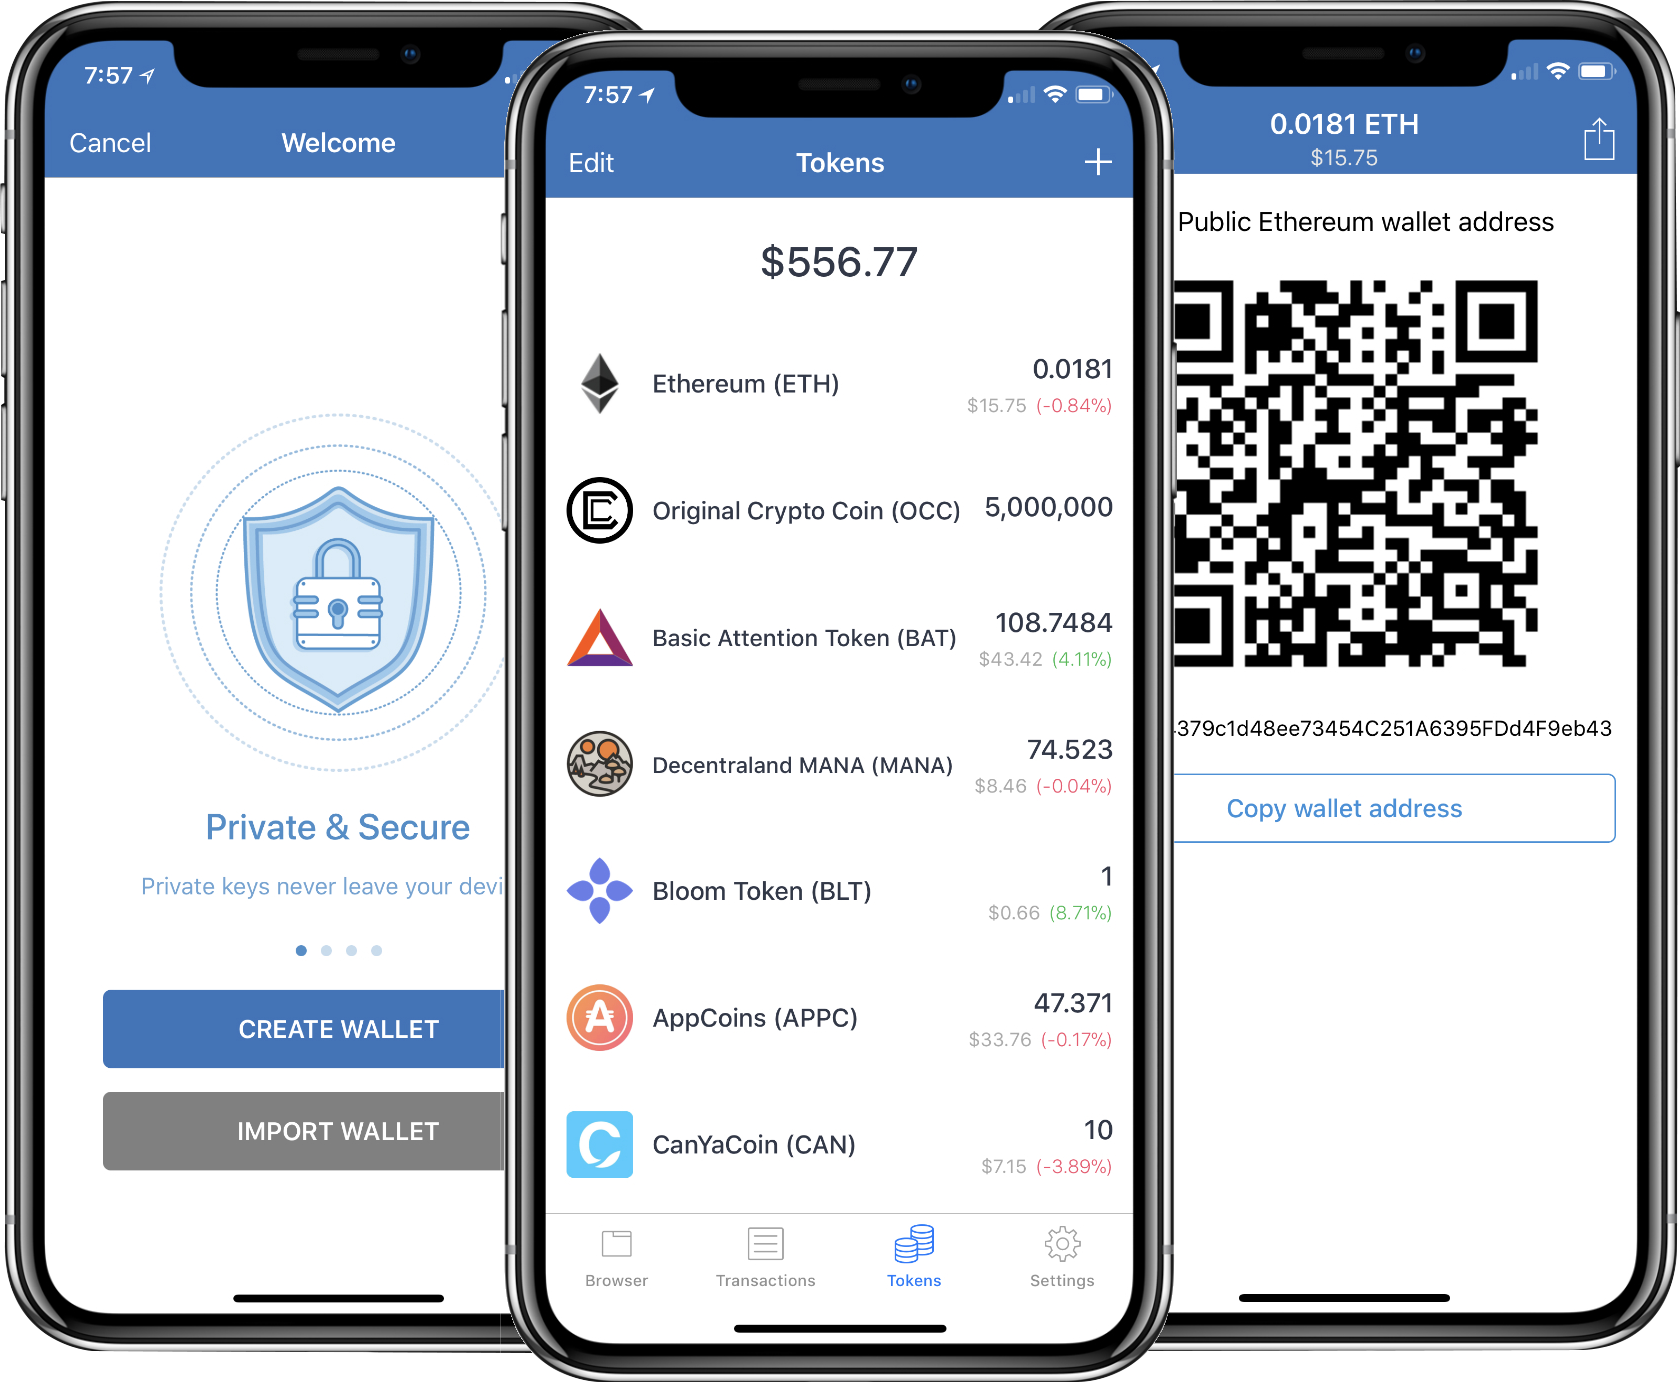 7:57
Cancel
Welcome
Private & Secure
Private keys never leave your devi
CREATE WALLET
IMPORT WALLET
7:57
Edit
Tokens
+
$556.77
Ethereum (ETH)
0.0181
$15.75 (-0.84%)
Original Crypto Coin (OCC)
5,000,000
Basic Attention Token (BAT)
108.7484
$43.42 (4.11%)
Decentraland MANA (MANA)
74.523
$8.46 (-0.04%)
Bloom Token (BLT)
1
$0.66 (8.71%)
AppCoins (APPC)
47.371
$33.76 (-0.17%)
CanYaCoin (CAN)
10
$7.15 (-3.89%)
Browser
Transactions
Tokens
Settings
0.0181 ETH
$15.75
Public Ethereum wallet address
379c1d48ee73454C251A6395FDd4F9eb43
Copy wallet address